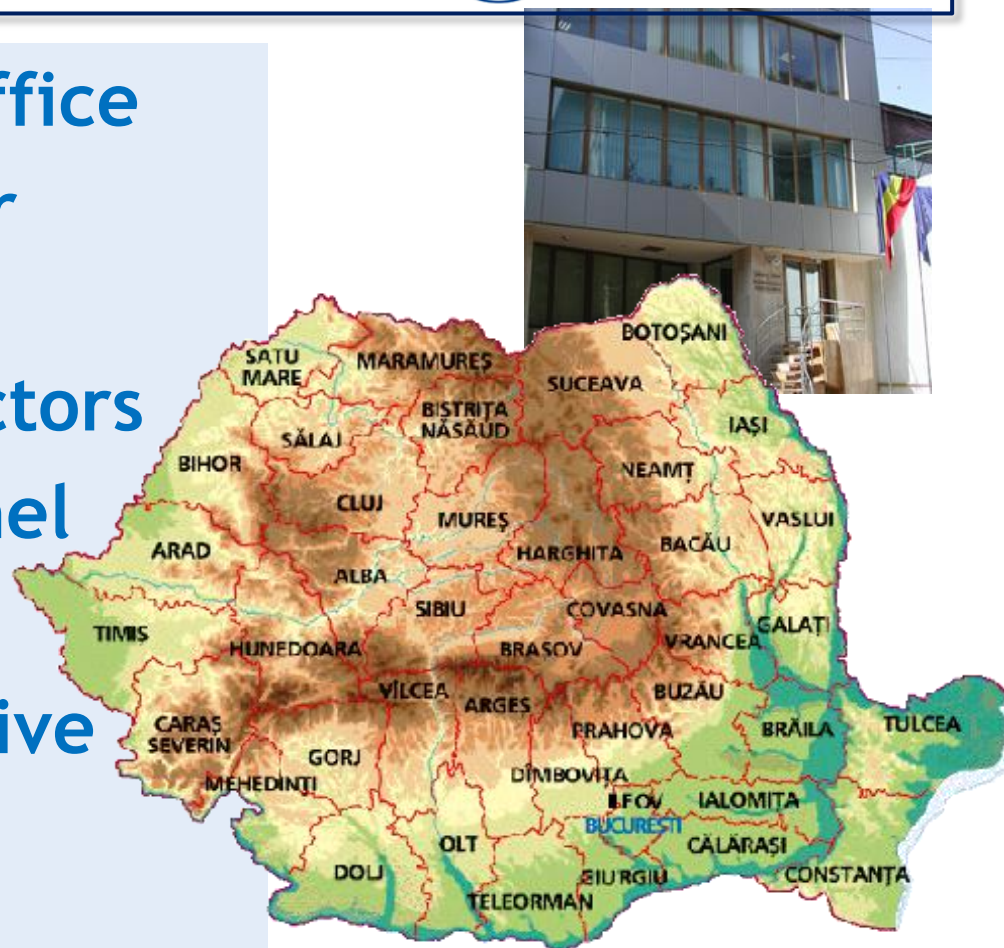 ffice
r
ctors
nel
ive
BOTOȘANI
SATU
MARE
MARAMUREȘ
SUCEAVA
BISTRIȚA
NĂSĂUD
IAȘI
SĂLAJ
BIHOR
NEAMȚ
CLUJ
MUREȘ
VASLUI
ARAD
HARGHITA
BACĂU
ALBA
SIBIU
COVASNA
GALAȚI
TIMIȘ
HUNEDOARA
BRAȘOV
VRANCEA
VÎLCEA
ARGEȘ
BUZĂU
CARAȘ
SEVERIN
PRAHOVA
BRĂILA
TULCEA
GORJ
MEHEDINȚI
DÎMBOVIȚA
ILFOV
IALOMIȚA
BUCUREȘTI
OLT
CĂLĂRAȘI
DOLJ
GIURGIU
CONSTANȚA
TELEORMAN